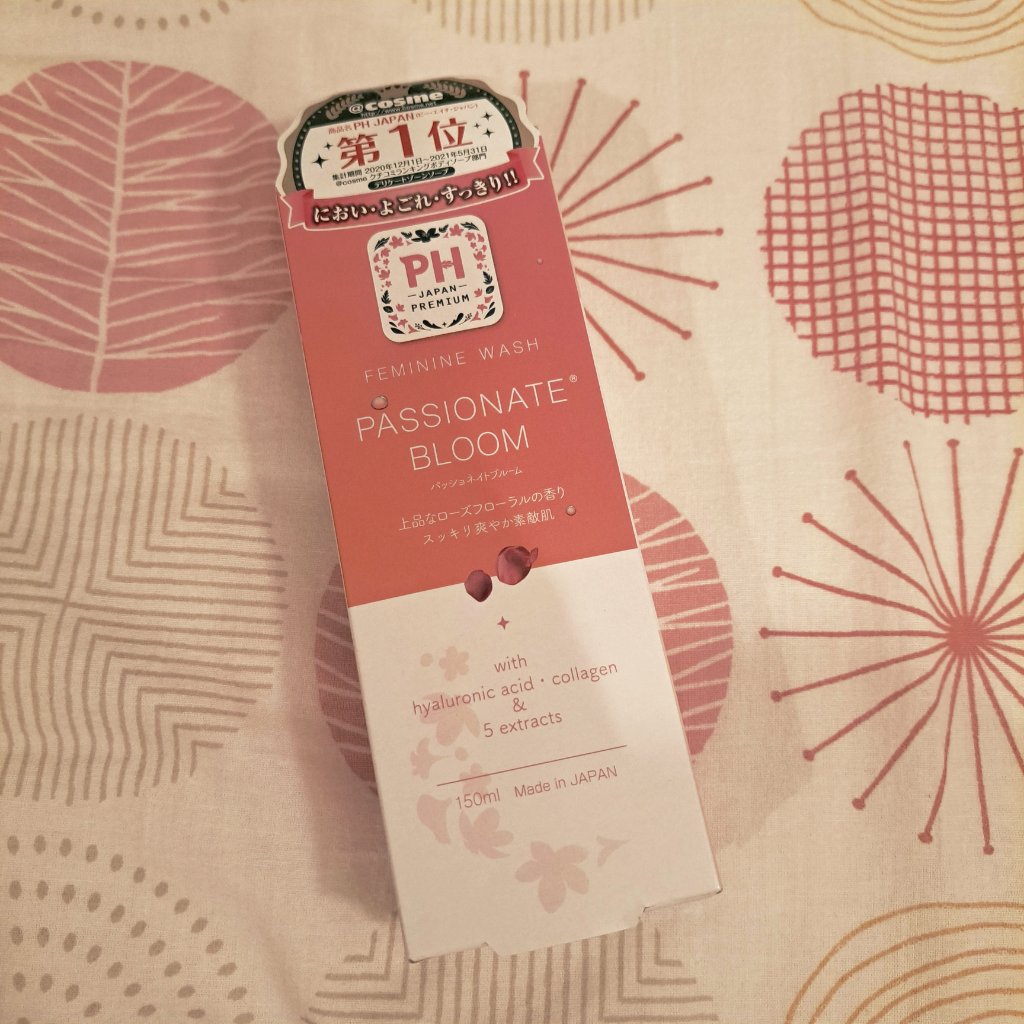 @cosme
http://www.cosme.net
商品名 PH JAPAN (ピー・エイチ・ジャパン)
第1位
集計期間 2020年12月1日~2021年5月31日
@cosme クチコミランキングボディソープ部門
デリケートゾーンソープ
におい・よごれ・すっきり!!
PH
JAPAN
PREMIUM
FEMININE WASH
PASSIONATE®
BLOOM
パッショネイトブルーム
上品なローズフローラルの香り
スッキリ爽やか素敵肌
with
hyaluronic acid・collagen
&
5 extracts
150ml Made in JAPAN